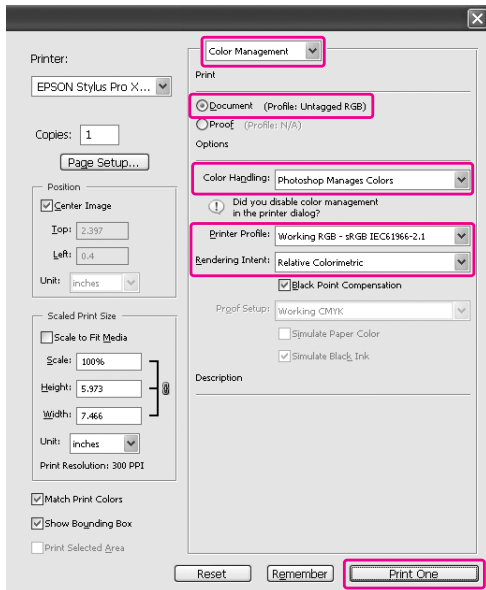 Printer:
EPSON Stylus Pro X...
Copies: 1
Page Setup...
Position
Center Image
Top: 2.397
Left: 0.4
Unit: inches
Scaled Print Size
Scale to Fit Media
Scale: 100%
Height: 5.973
Width: 7.466
Unit: inches
Print Resolution: 300 PPI
Match Print Colors
Show Bounding Box
Print Selected Area
Color Management
Print
Document (Profile: Untagged RGB)
Proof (Profile: N/A)
Options
Color Handling: Photoshop Manages Colors
Did you disable color management
in the printer dialog?
Printer Profile: Working RGB - sRGB IEC61966-2.1
Rendering Intent: Relative Colorimetric
Black Point Compensation
Proof Setup: Working CMYK
Simulate Paper Color
Simulate Black Ink
Description
Reset Remember Print One